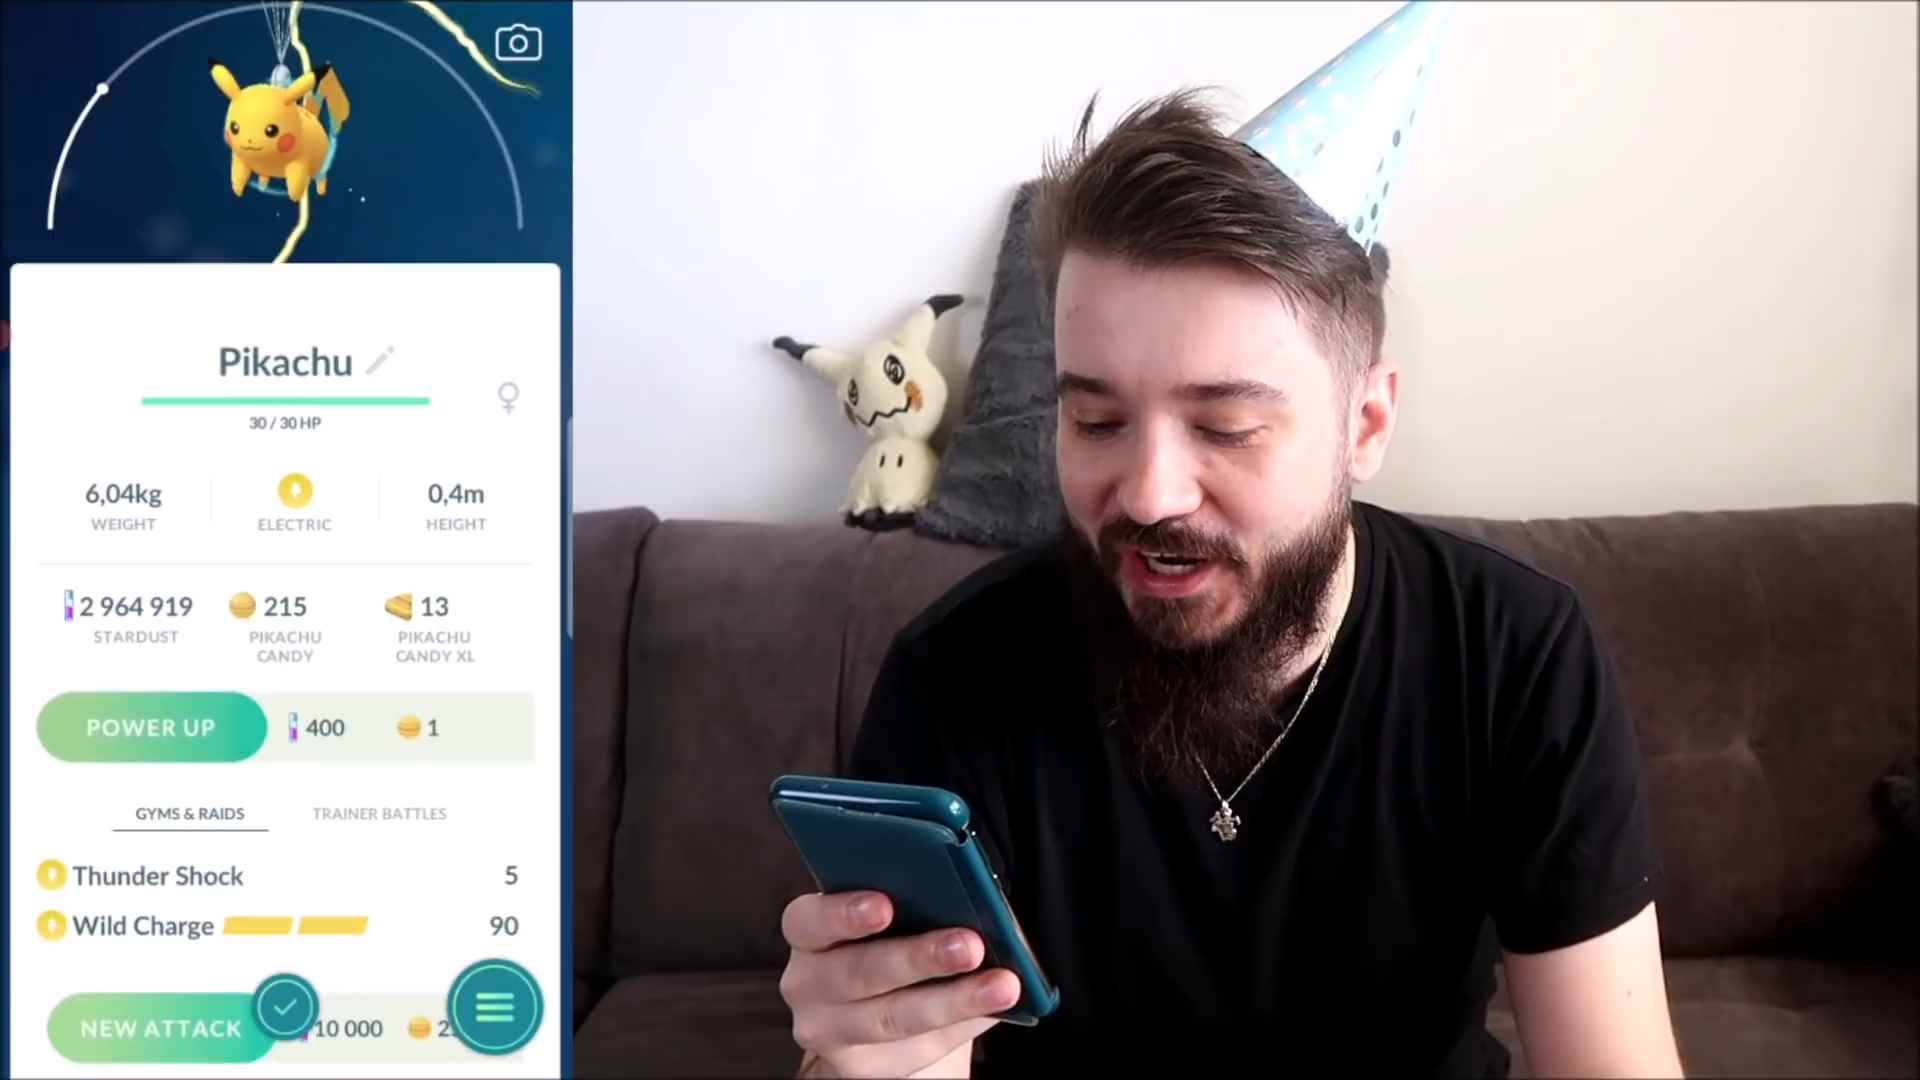 Pikachu
30 / 30 HP
6,04kg
WEIGHT
ELECTRIC
0,4m
HEIGHT
2 964 919
STARDUST
215
PIKACHU
CANDY
13
PIKACHU
CANDY XL
POWER UP 400 1
GYMS & RAIDS TRAINER BATTLES
Thunder Shock 5
Wild Charge 90
NEW ATTACK 10 000